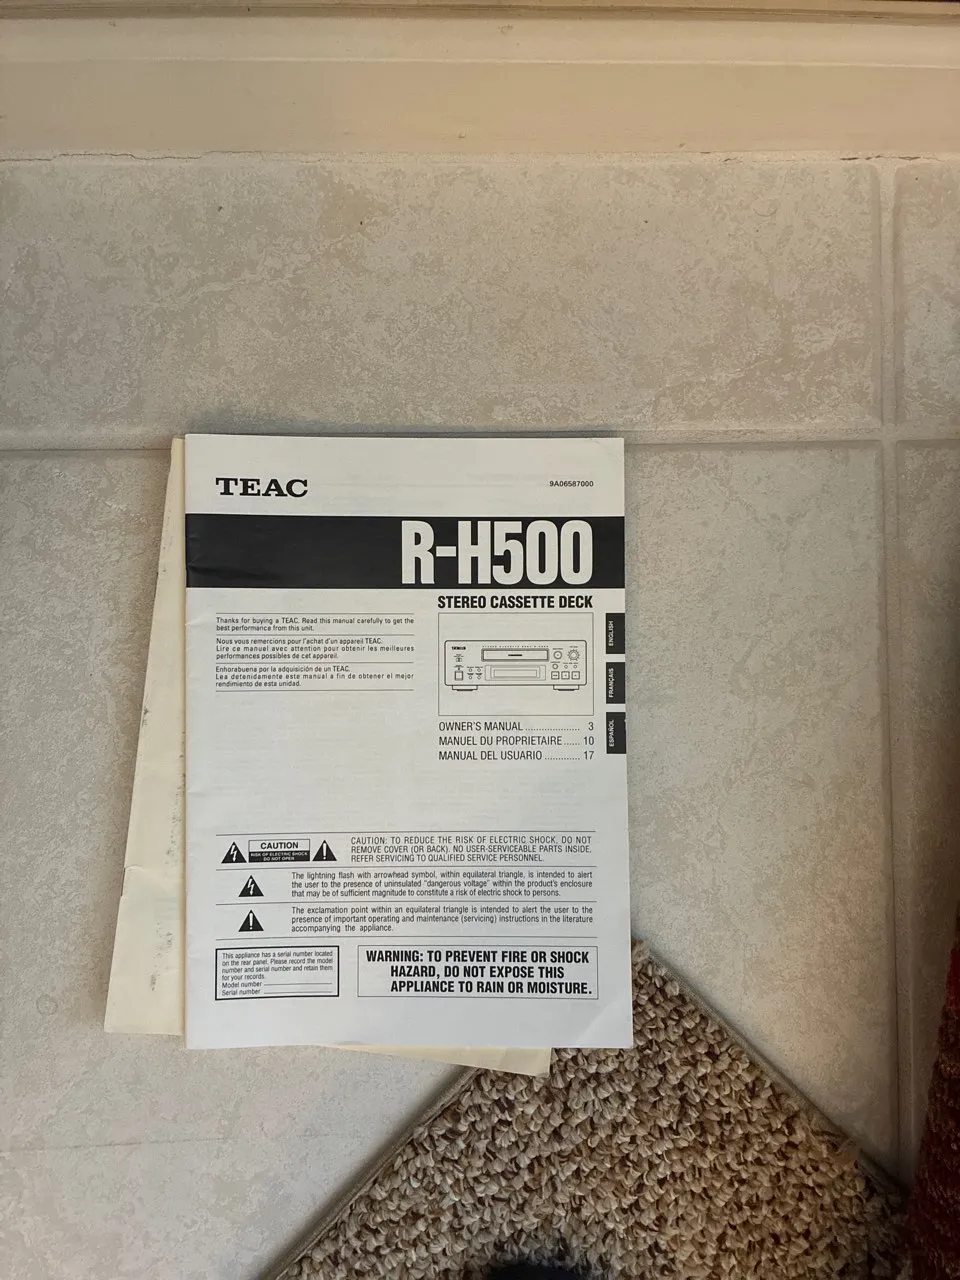 TEAC
9A06587000
R-H500
STEREO CASSETTE DECK
Thanks for buying a TEAC. Read this manual carefully to get the
best performance from this unit.
Nous vous remercions pour l'achat d'un appareil TEAC.
Lire ce manuel avec attention pour obtenir les meilleures
performances possibles de cet appareil.
Enhorabuena por la adquisición de un TEAC.
Lea detenidamente este manual a fin de obtener el mejor
rendimiento de esta unidad.
ENGLISH
FRANÇAIS
ESPAÑOL
OWNER'S MANUAL .................... 3
MANUEL DU PROPRIETAIRE ...... 10
MANUAL DEL USUARIO ............. 17
CAUTION
RISK OF ELECTRIC SHOCK
DO NOT OPEN
CAUTION: TO REDUCE THE RISK OF ELECTRIC SHOCK, DO NOT
REMOVE COVER (OR BACK). NO USER-SERVICEABLE PARTS INSIDE.
REFER SERVICING TO QUALIFIED SERVICE PERSONNEL.
The lightning flash with arrowhead symbol, within equilateral triangle, is intended to alert
the user to the presence of uninsulated "dangerous voltage" within the product's enclosure
that may be of sufficient magnitude to constitute a risk of electric shock to persons.
The exclamation point within an equilateral triangle is intended to alert the user to the
presence of important operating and maintenance (servicing) instructions in the literature
accompanying the appliance.
This appliance has a serial number located
on the rear panel. Please record the model
number and serial number and retain them
for your records.
Model number
Serial number
WARNING: TO PREVENT FIRE OR SHOCK
HAZARD, DO NOT EXPOSE THIS
APPLIANCE TO RAIN OR MOISTURE.